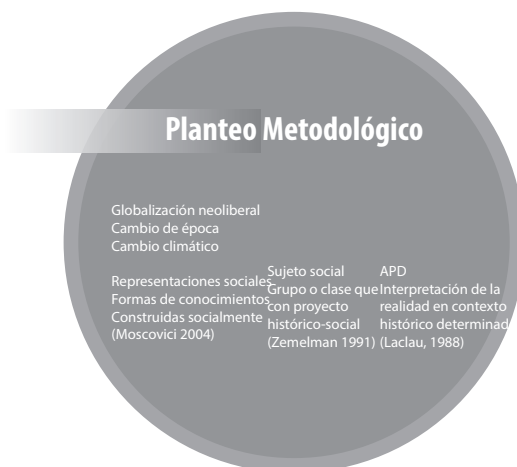 Planteo Metodológico
Globalización neoliberal
Cambio de época
Cambio climático
Representaciones sociales
Formas de conocimientos
Construidas socialmente
(Moscovici 2004)
Sujeto social
Grupo o clase que
con proyecto
histórico-social
(Zemelman 1991)
APD
Interpretación de la
realidad en contexto
histórico determinad
(Laclau, 1988)